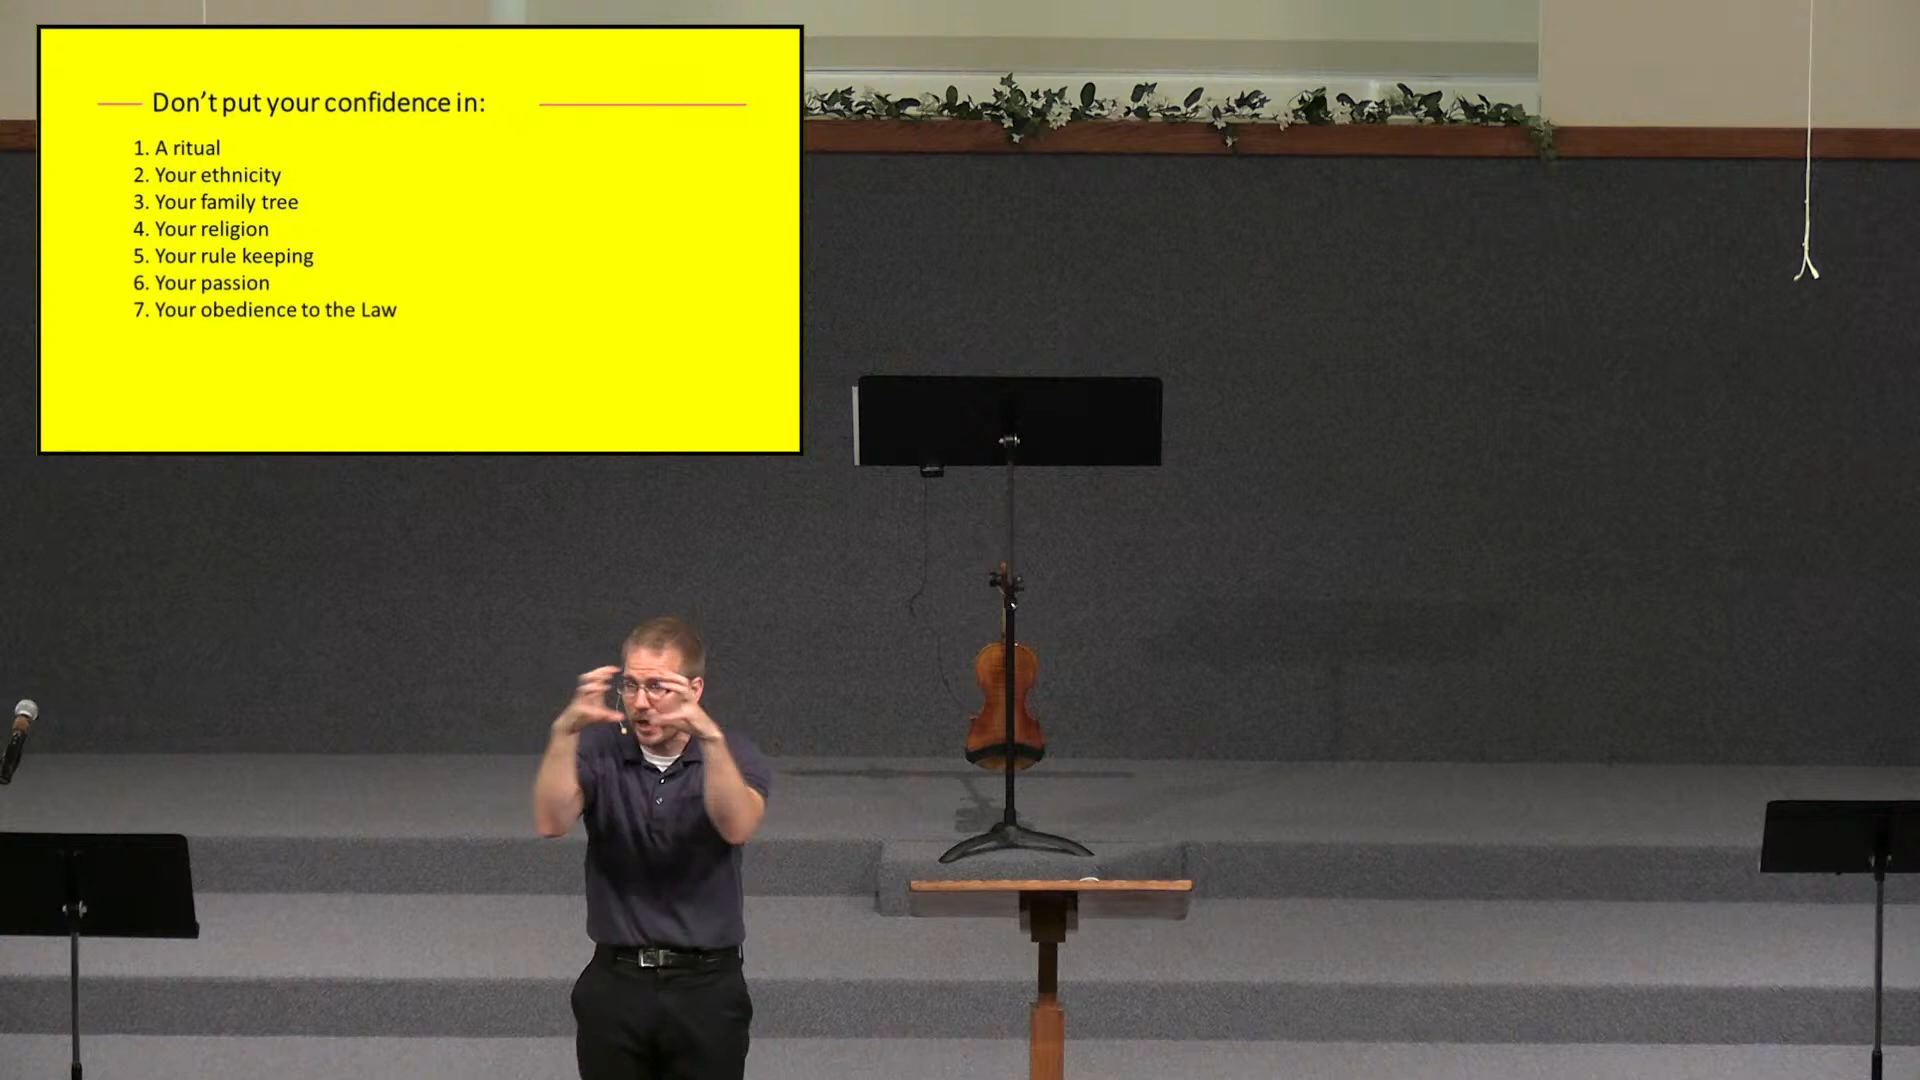 Don't put your confidence in:
1. A ritual
2. Your ethnicity
3. Your family tree
4. Your religion
5. Your rule keeping
6. Your passion
7. Your obedience to the Law